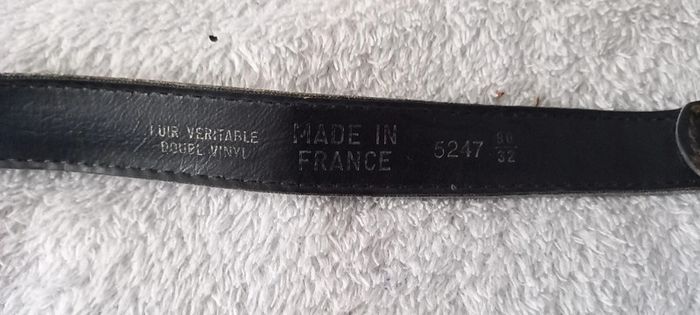 CUIR VERITABLE
DOUBL VINYL
MADE IN
FRANCE
5247
80
32